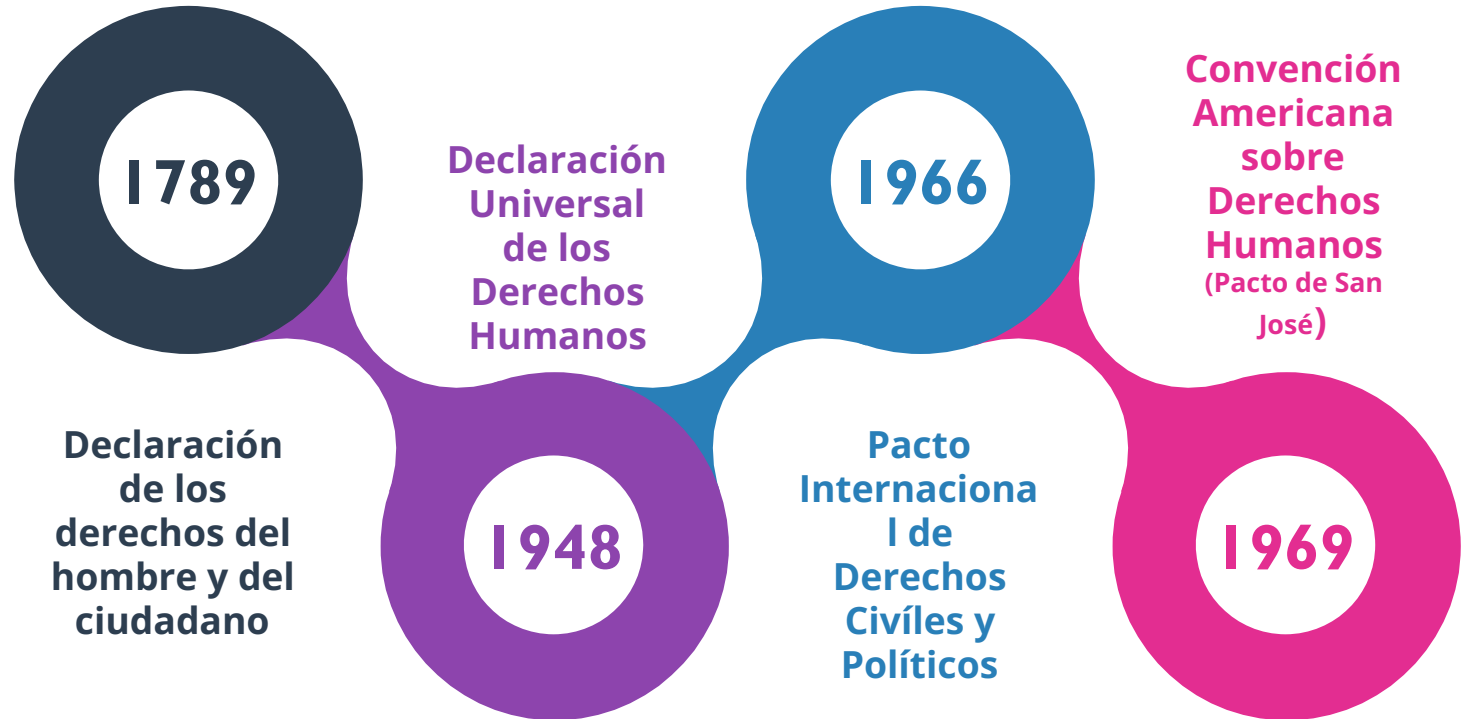 1789
Declaración
de los
derechos del
hombre y del
ciudadano
Declaración
Universal
de los
Derechos
Humanos
1948
1966
Pacto
Internaciona
l de
Derechos
Civíles y
Políticos
Convención
Americana
sobre
Derechos
Humanos
(Pacto de San
José)
1969